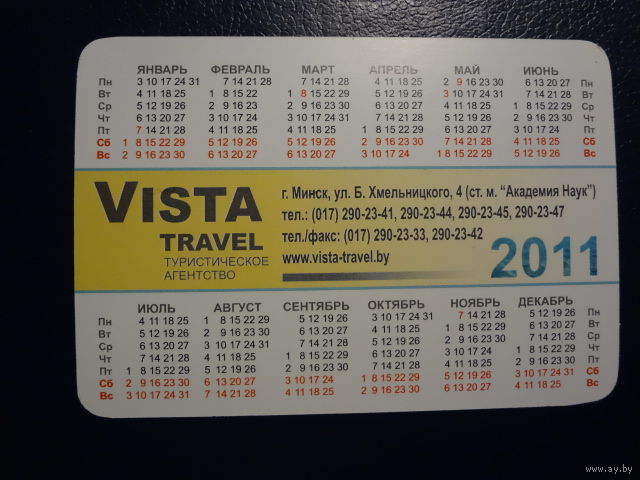 ЯНВАРЬ ФЕВРАЛЬ МАРТ АПРЕЛЬ МАЙ ИЮНЬ
Пн 3 10 17 24 31 7 14 21 28 7 14 21 28 4 11 18 25 2 9 16 23 30 6 13 20 27
Вт 4 11 18 25 1 8 15 22 1 8 15 22 29 5 12 19 26 3 10 17 24 31 7 14 21 28
Ср 5 12 19 26 2 9 16 23 2 9 16 23 30 6 13 20 27 4 11 18 25 1 8 15 22 29
Чт 6 13 20 27 3 10 17 24 3 10 17 24 31 7 14 21 28 5 12 19 26 2 9 16 23 30
Пт 7 14 21 28 4 11 18 25 4 11 18 25 1 8 15 22 29 6 13 20 27 3 10 17 24
Сб 1 8 15 22 29 5 12 19 26 5 12 19 26 2 9 16 23 30 7 14 21 28 4 11 18 25
Вс 2 9 16 23 30 6 13 20 27 6 13 20 27 3 10 17 24 1 8 15 22 29 5 12 19 26
VISTA
TRAVEL
ТУРИСТИЧЕСКОЕ
АГЕНТСТВО
г. Минск, ул. Б. Хмельницкого, 4 (ст. м. "Академия Наук")
тел.: (017) 290-23-41, 290-23-44, 290-23-45, 290-23-47
тел./факс: (017) 290-23-33, 290-23-42
www.vista-travel.by
2011
ИЮЛЬ АВГУСТ СЕНТЯБРЬ ОКТЯБРЬ НОЯБРЬ ДЕКАБРЬ
Пн 4 11 18 25 1 8 15 22 29 5 12 19 26 3 10 17 24 31 7 14 21 28 5 12 19 26 Пн
Вт 5 12 19 26 2 9 16 23 30 6 13 20 27 4 11 18 25 1 8 15 22 29 6 13 20 27 Вт
Ср 6 13 20 27 3 10 17 24 31 7 14 21 28 5 12 19 26 2 9 16 23 30 7 14 21 28 Ср
Чт 7 14 21 28 4 11 18 25 1 8 15 22 29 6 13 20 27 3 10 17 24 1 8 15 22 29 Чт
Пт 1 8 15 22 29 5 12 19 26 2 9 16 23 30 7 14 21 28 4 11 18 25 2 9 16 23 30 Пт
Сб 2 9 16 23 30 6 13 20 27 3 10 17 24 1 8 15 22 29 5 12 19 26 3 10 17 24 31 Сб
Вс 3 10 17 24 31 7 14 21 28 4 11 18 25 2 9 16 23 30 6 13 20 27 4 11 18 25 Вс
www.ay.by